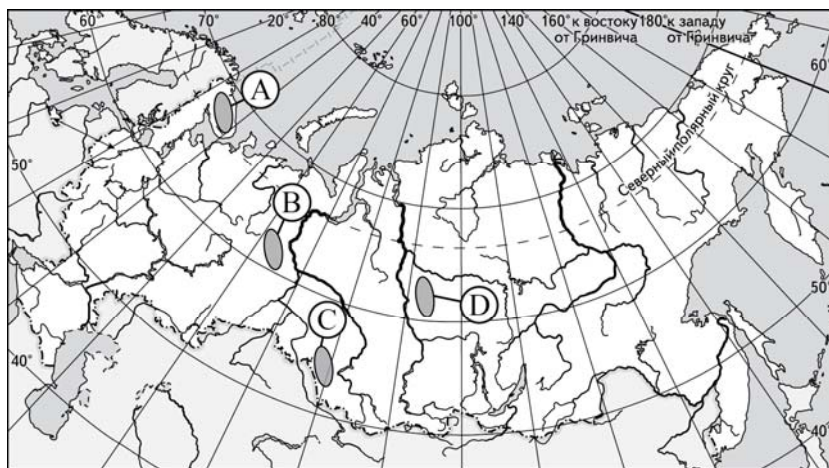 60° 70° 20° 80° 40° 60° 100° 140° 160° к востоку 180° к западу
от Гринвича от Гринвича
60°
A
Северный полярный круг
50°
B
C
D
50°
40°
40°